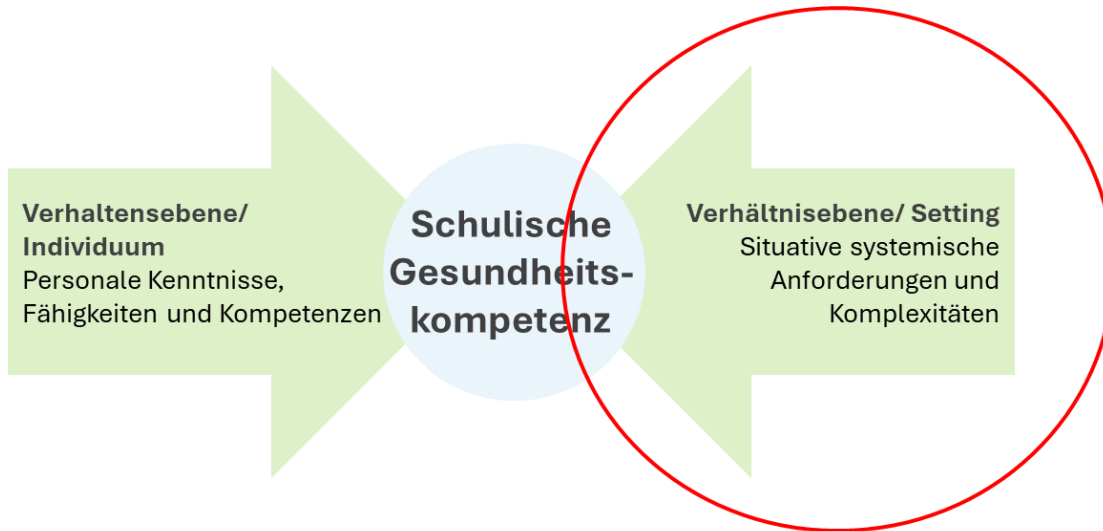 Verhaltensebene/
Individuum
Personale Kenntnisse,
Fähigkeiten und Kompetenzen
Schulische
Gesundheits-
kompetenz
Verhältnisebene/ Setting
Situative systemische
Anforderungen und
Komplexitäten